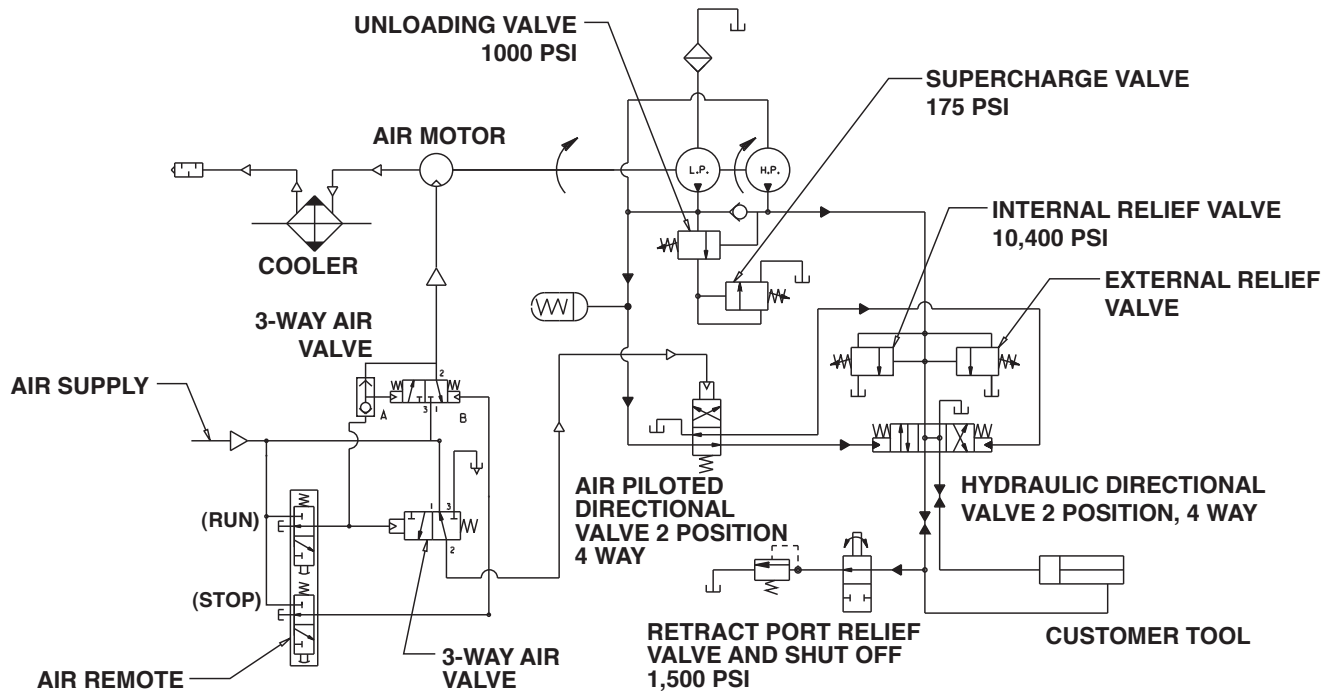 UNLOADING VALVE
1000 PSI
SUPERCHARGE VALVE
175 PSI
AIR MOTOR
L.P.
H.P.
INTERNAL RELIEF VALVE
10,400 PSI
COOLER
EXTERNAL RELIEF
VALVE
3-WAY AIR
VALVE
AIR SUPPLY
2
A
3
1
B
AIR PILOTED
DIRECTIONAL
VALVE 2 POSITION
4 WAY
HYDRAULIC DIRECTIONAL
VALVE 2 POSITION, 4 WAY
(RUN)
1
3
2
(STOP)
RETRACT PORT RELIEF
VALVE AND SHUT OFF
1,500 PSI
CUSTOMER TOOL
3-WAY AIR
VALVE
AIR REMOTE